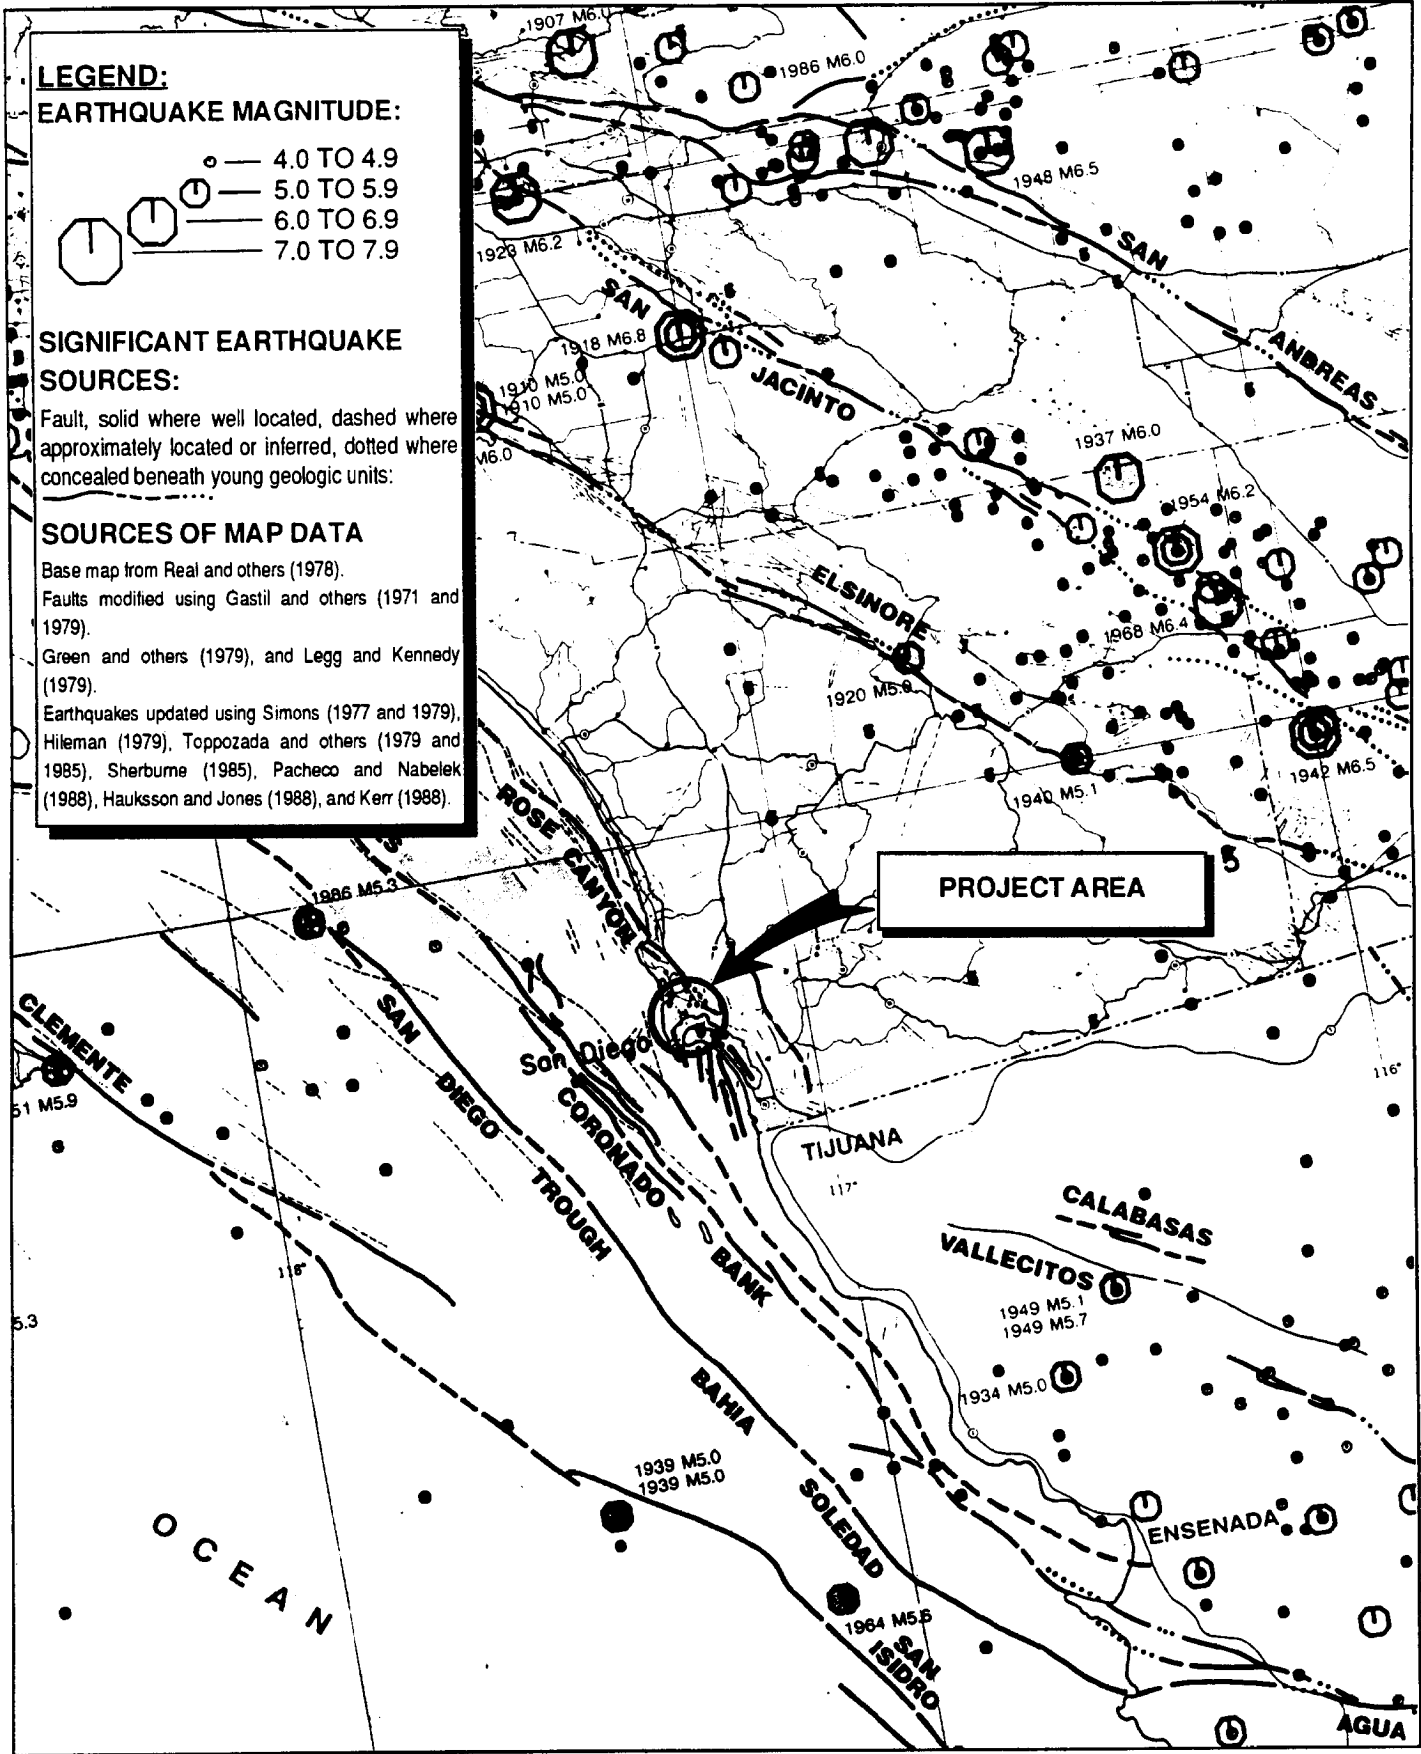 LEGEND:
EARTHQUAKE MAGNITUDE:
4.0 TO 4.9
5.0 TO 5.9
6.0 TO 6.9
7.0 TO 7.9
SIGNIFICANT EARTHQUAKE
SOURCES:
Fault, solid where well located, dashed where
approximately located or inferred, dotted where
concealed beneath young geologic units:
SOURCES OF MAP DATA
Base map from Real and others (1978).
Faults modified using Gastil and others (1971 and
1979).
Green and others (1979), and Legg and Kennedy
(1979).
Earthquakes updated using Simons (1977 and 1979),
Hileman (1979), Toppozada and others (1979 and
1985), Sherburne (1985), Pacheco and Nabelek
(1988), Hauksson and Jones (1988), and Kerr (1988).
1907 M6.0
1986 M6.0
1948 M6.5
1923 M6.2
SAN
ANDREAS
SAN
JACINTO
1918 M6.8
1910 M5.0
1910 M5.0
M6.0
1937 M6.0
1954 M6.2
ELSINORE
1968 M6.4
1920 M5.0
1942 M6.5
1940 M5.1
ROSE
CANYON
PROJECT AREA
1986 M5.3
SAN
DIEGO
TROUGH
CLEMENTE
51 M5.9
San Diego
CORONADO
BANK
TIJUANA
116°
117°
118°
CALABASAS
VALLECITOS
1949 M5.1
1949 M5.7
1934 M5.0
5.3
BAHIA
SOLEDAD
1939 M5.0
1939 M5.0
ENSENADA
OCEAN
1964 M5.6
SAN
ISIDRO
AGUA